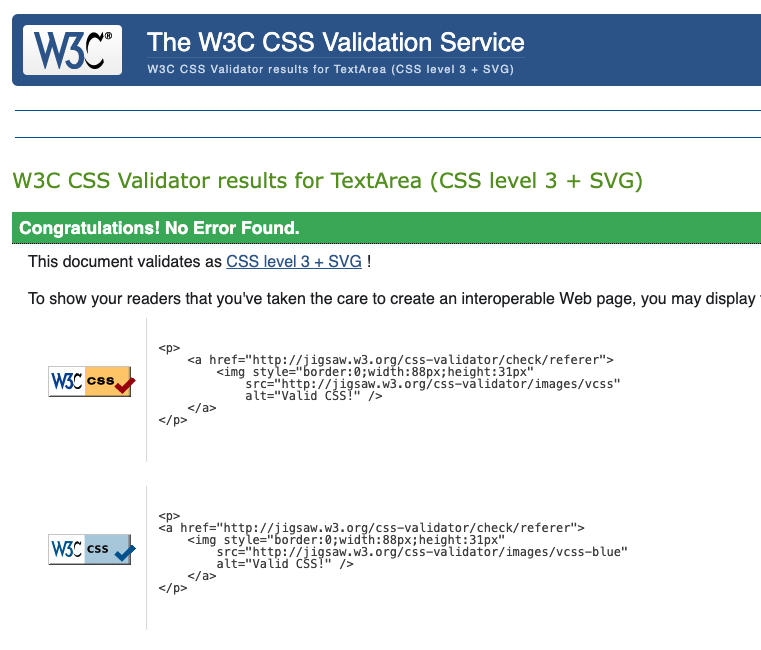 W3C®
The W3C CSS Validation Service
W3C CSS Validator results for TextArea (CSS level 3 + SVG)
W3C CSS Validator results for TextArea (CSS level 3 + SVG)
Congratulations! No Error Found.
This document validates as CSS level 3 + SVG !
To show your readers that you've taken the care to create an interoperable Web page, you may display
W3C css
<p>
    <a href="http://jigsaw.w3.org/css-validator/check/referer">
        <img style="border:0;width:88px;height:31px"
            src="http://jigsaw.w3.org/css-validator/images/vcss"
            alt="Valid CSS!" />
    </a>
</p>
W3C css
<p>
<a href="http://jigsaw.w3.org/css-validator/check/referer">
    <img style="border:0;width:88px;height:31px"
        src="http://jigsaw.w3.org/css-validator/images/vcss-blue"
        alt="Valid CSS!" />
    </a>
</p>